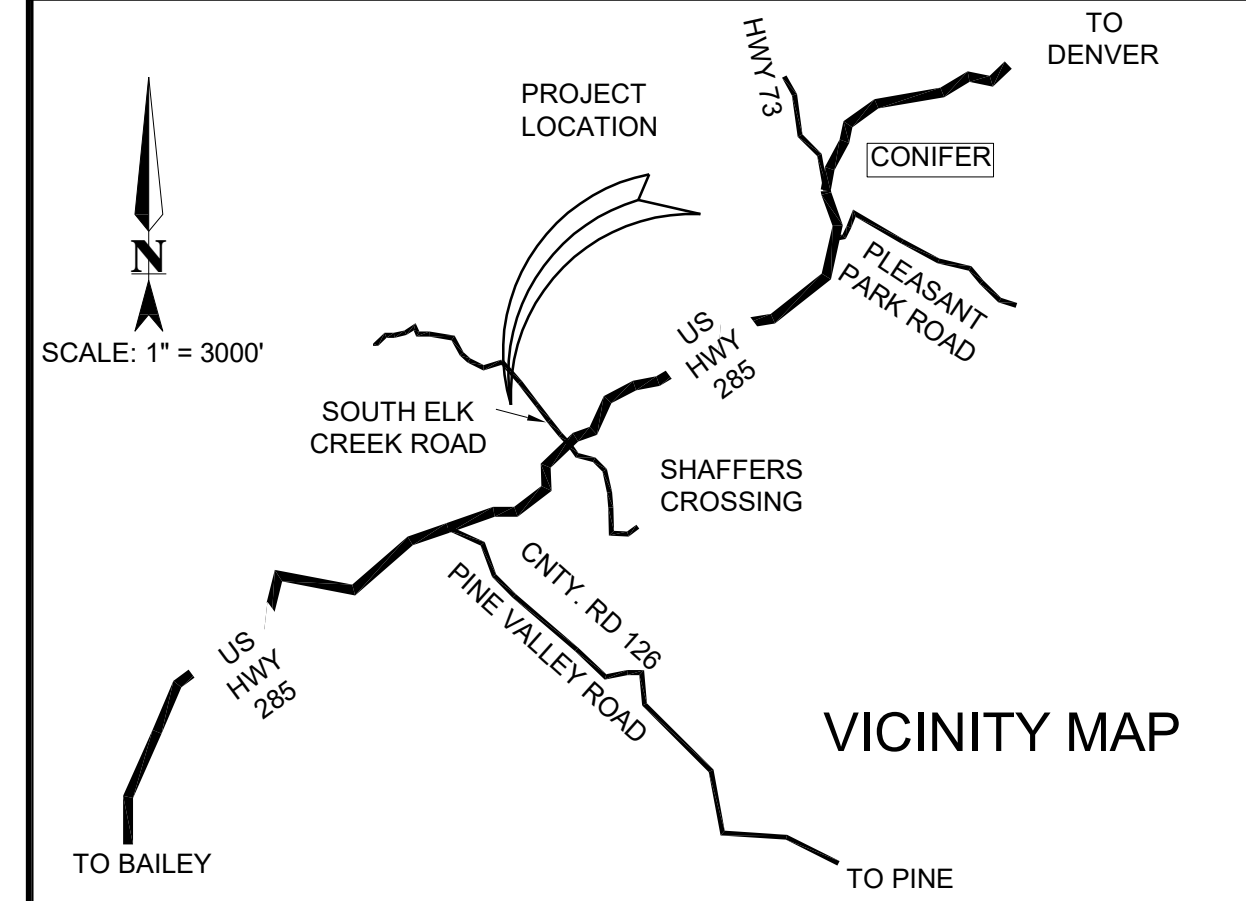 TO
DENVER
HWY 73
PROJECT
LOCATION
CONIFER
N
PLEASANT
PARK ROAD
SCALE: 1" = 3000'
US
HWY
285
SOUTH ELK
CREEK ROAD
SHAFFERS
CROSSING
CNTY. RD 126
PINE VALLEY ROAD
US
HWY
285
VICINITY MAP
TO BAILEY
TO PINE